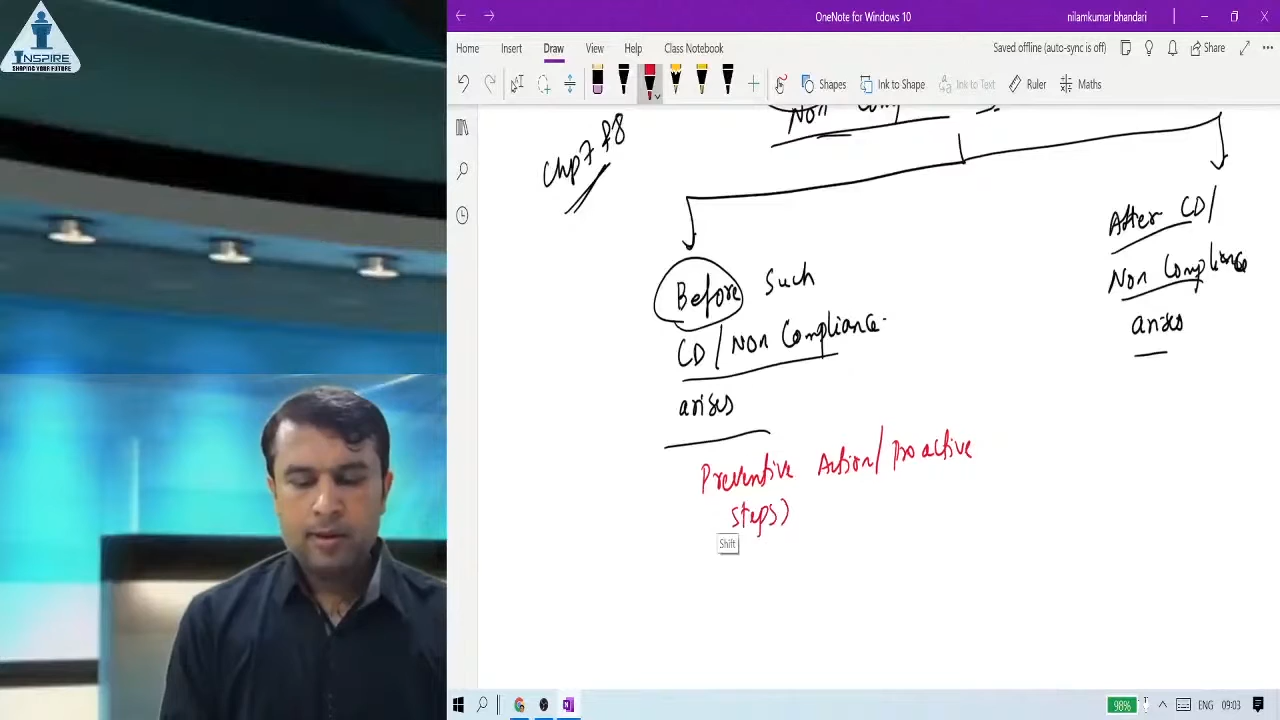 INSPIRE
SHAPING YOUR FUTURE
OneNote for Windows 10
nilamkumar bhandari
Home Insert Draw View Help Class Notebook
Saved offline (auto-sync is off)
Share
Shapes
Ink to Shape
Ink to Text
Ruler
Maths
Non Comp
Chp 7 & 8
Before Such
CD / Non Compliance
arises
After CD /
Non Compliance
arises
Preventive Action / Proactive
steps)
Shift
98%
ENG
09:03